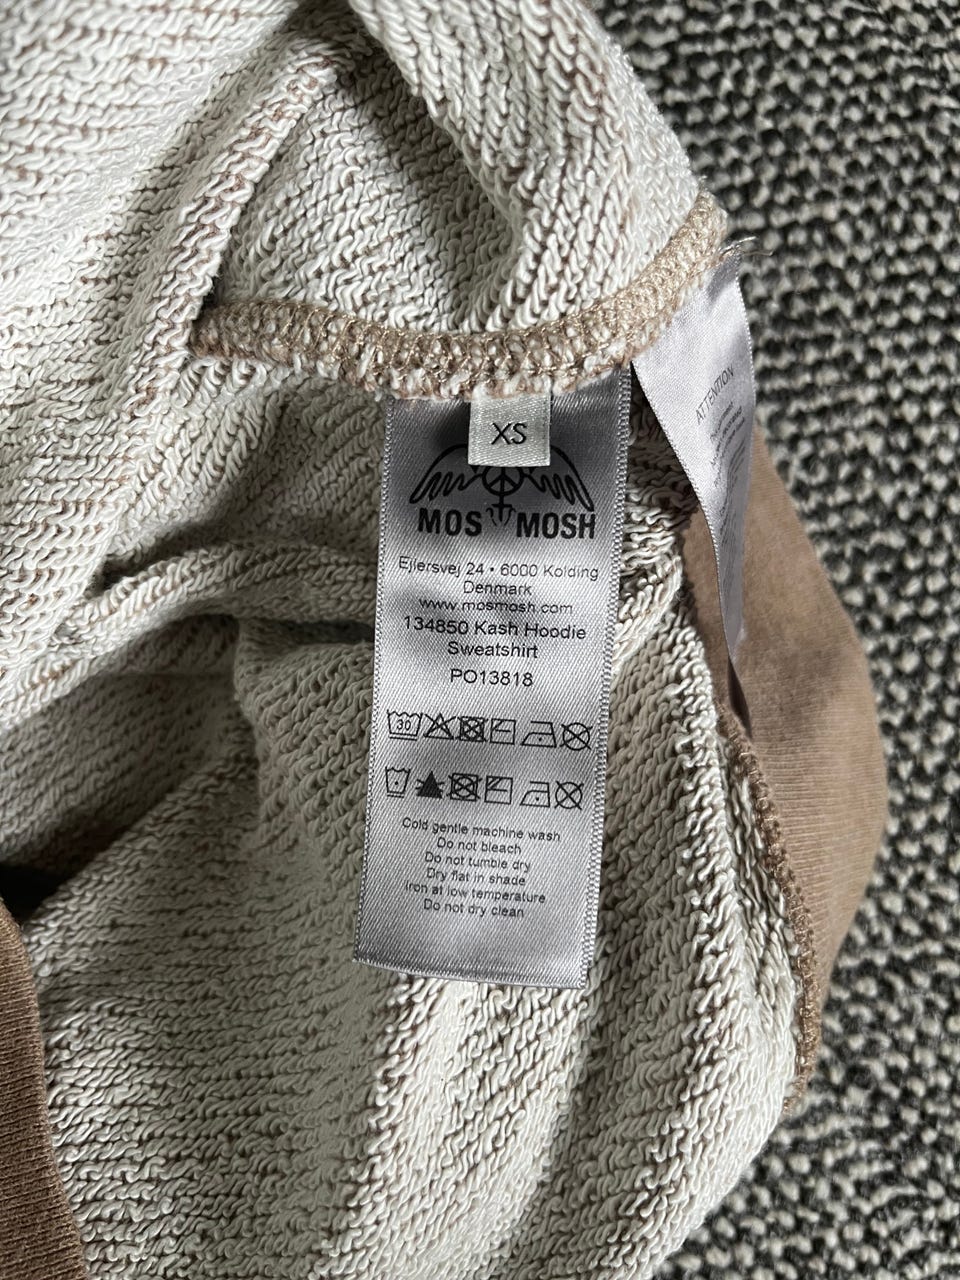 XS
MOS MOSH
Ejlersvej 24 • 6000 Kolding
Denmark
www.mosmosh.com
134850 Kash Hoodie
Sweatshirt
PO13818
30
Cold gentle machine wash
Do not bleach
Do not tumble dry
Dry flat in shade
Iron at low temperature
Do not dry clean
ATTENTION